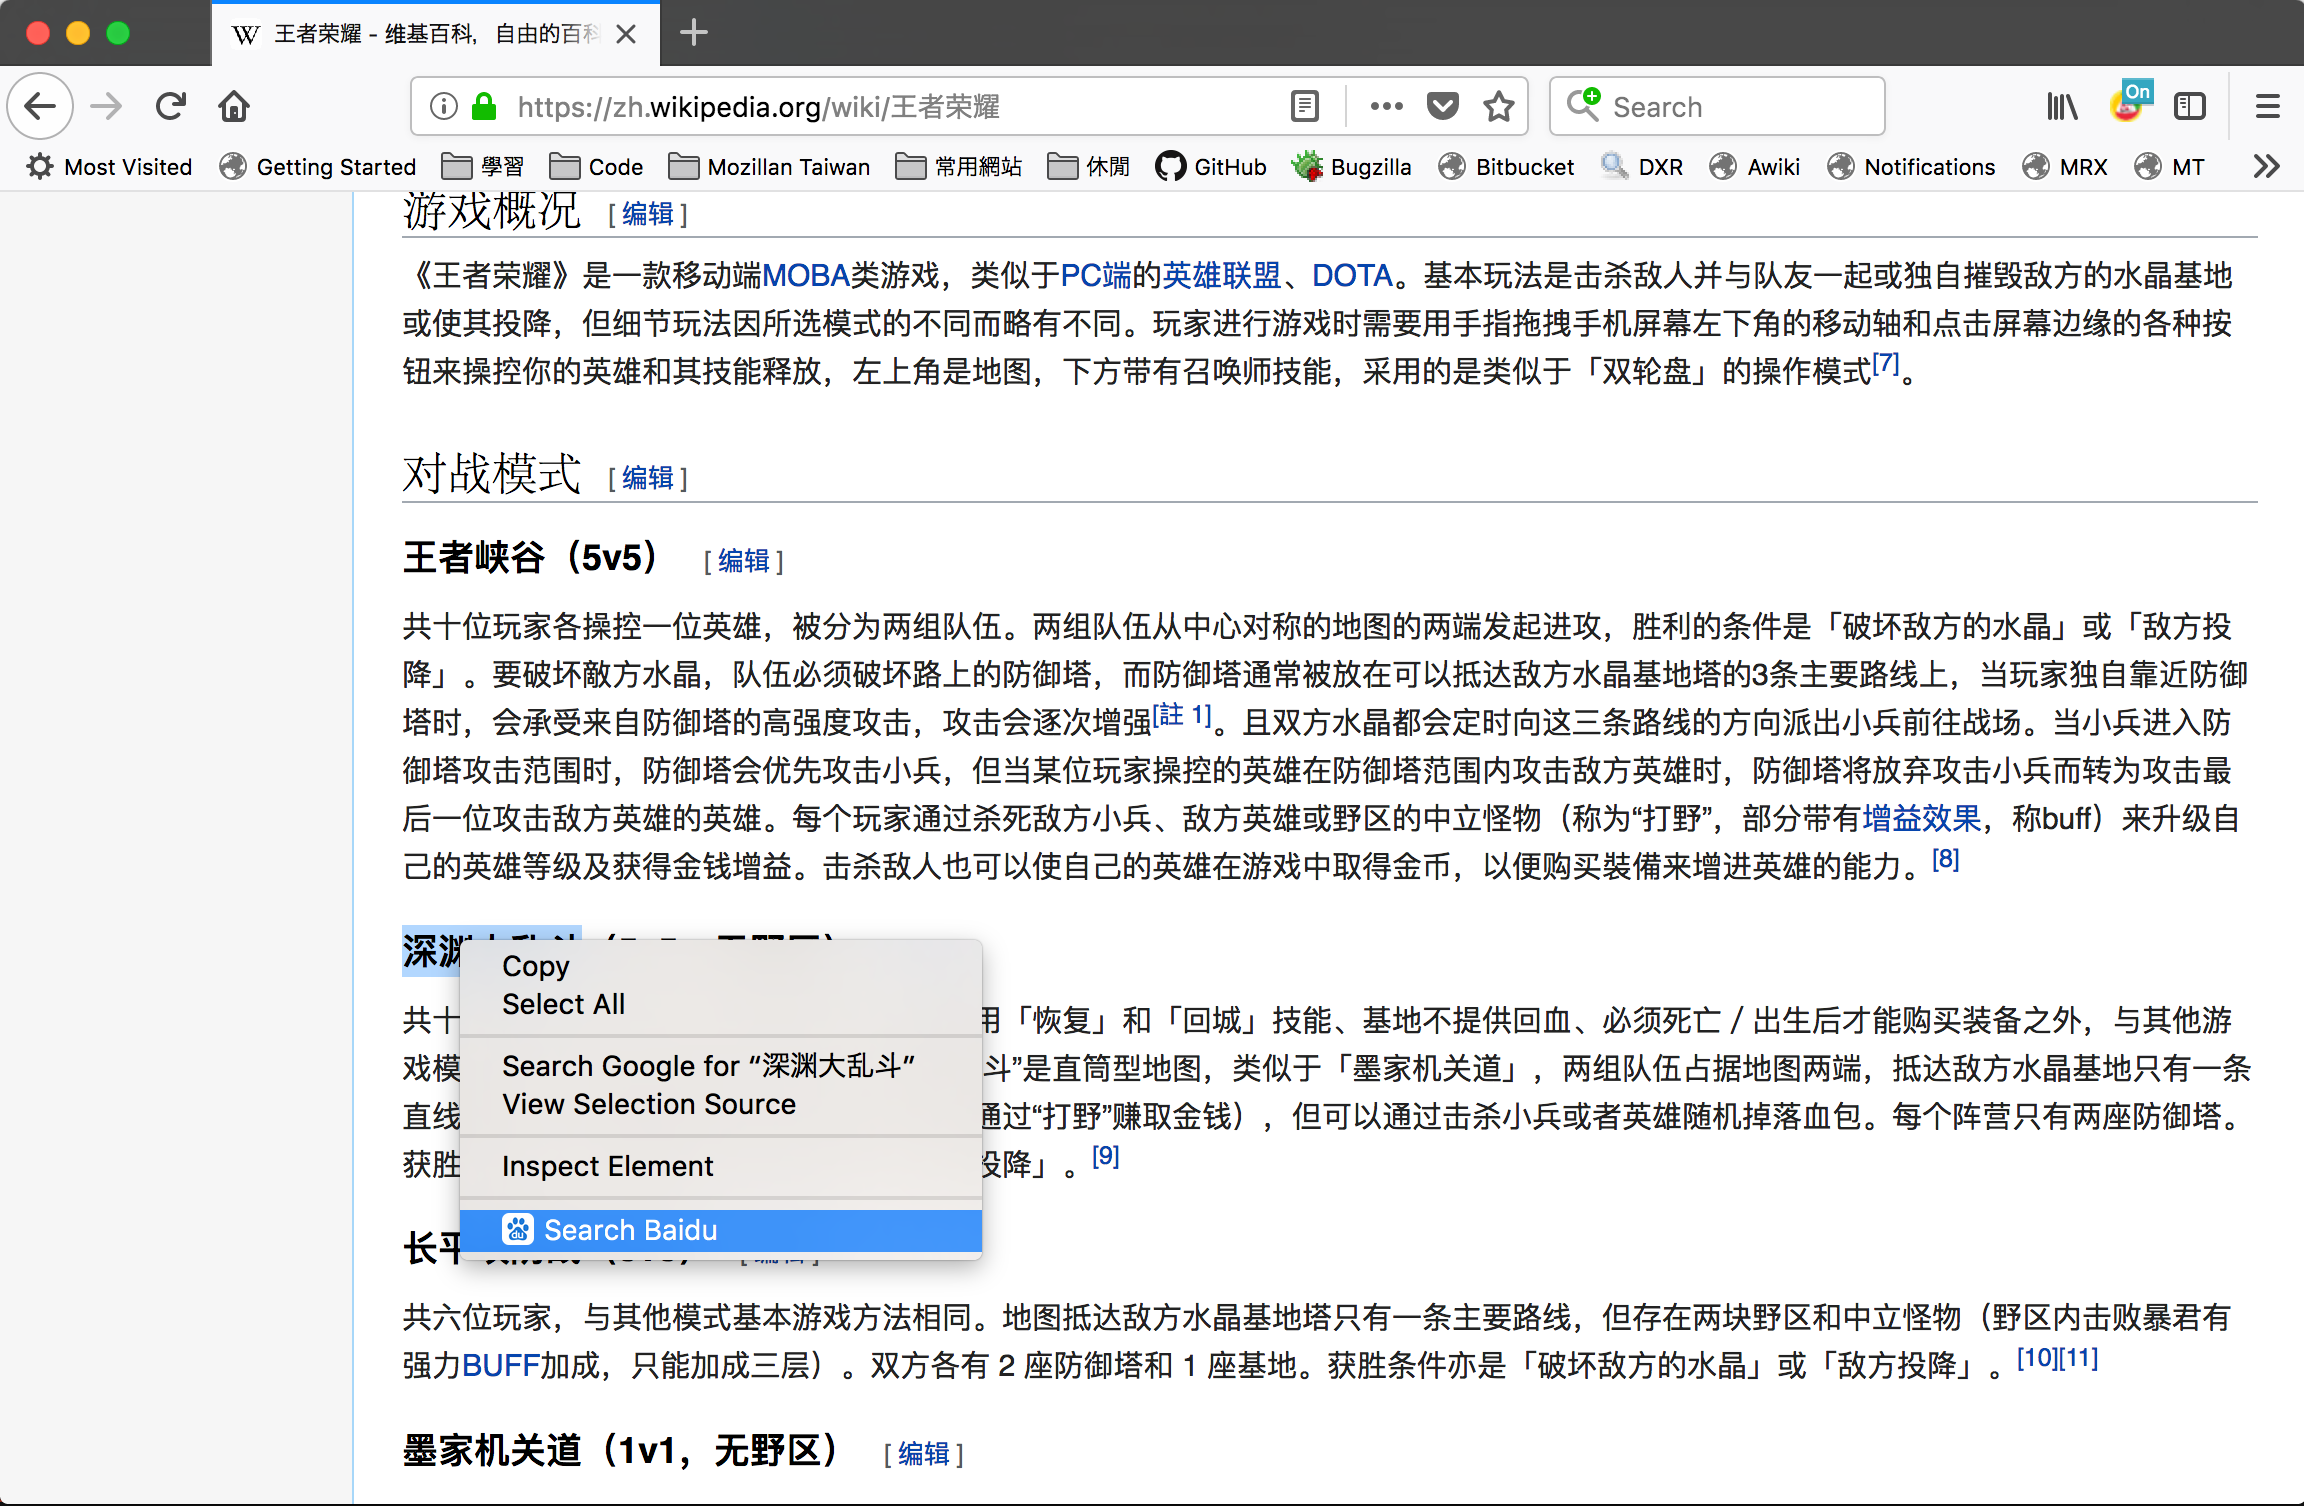 王者荣耀 - 维基百科，自由的百科
https://zh.wikipedia.org/wiki/王者荣耀
Search
On
Most Visited Getting Started 學習 Code Mozillan Taiwan 常用網站 休閒 GitHub Bugzilla Bitbucket DXR Awiki Notifications MRX MT
游戏概况 [编辑]
《王者荣耀》是一款移动端MOBA类游戏，类似于PC端的英雄联盟、DOTA。基本玩法是击杀敌人并与队友一起或独自摧毁敌方的水晶基地
或使其投降，但细节玩法因所选模式的不同而略有不同。玩家进行游戏时需要用手指拖拽手机屏幕左下角的移动轴和点击屏幕边缘的各种按
钮来操控你的英雄和其技能释放，左上角是地图，下方带有召唤师技能，采用的是类似于「双轮盘」的操作模式[7]。
对战模式 [编辑]
王者峡谷（5v5） [编辑]
共十位玩家各操控一位英雄，被分为两组队伍。两组队伍从中心对称的地图的两端发起进攻，胜利的条件是「破坏敌方的水晶」或「敌方投
降」。要破坏敵方水晶，队伍必须破坏路上的防御塔，而防御塔通常被放在可以抵达敌方水晶基地塔的3条主要路线上，当玩家独自靠近防御
塔时，会承受来自防御塔的高强度攻击，攻击会逐次增强[註 1]。且双方水晶都会定时向这三条路线的方向派出小兵前往战场。当小兵进入防
御塔攻击范围时，防御塔会优先攻击小兵，但当某位玩家操控的英雄在防御塔范围内攻击敌方英雄时，防御塔将放弃攻击小兵而转为攻击最
后一位攻击敌方英雄的英雄。每个玩家通过杀死敌方小兵、敌方英雄或野区的中立怪物（称为“打野”，部分带有增益效果，称buff）来升级自
己的英雄等级及获得金钱增益。击杀敌人也可以使自己的英雄在游戏中取得金币，以便购买裝備来增进英雄的能力。[8]
深渊
Copy
Select All
Search Google for “深渊大乱斗”
View Selection Source
Inspect Element
Search Baidu
共十 用「恢复」和「回城」技能、基地不提供回血、必须死亡 / 出生后才能购买装备之外，与其他游
戏模 斗”是直筒型地图，类似于「墨家机关道」，两组队伍占据地图两端，抵达敌方水晶基地只有一条
直线 通过“打野”赚取金钱），但可以通过击杀小兵或者英雄随机掉落血包。每个阵营只有两座防御塔。
获胜 投降」。[9]
长平
共六位玩家，与其他模式基本游戏方法相同。地图抵达敌方水晶基地塔只有一条主要路线，但存在两块野区和中立怪物（野区内击败暴君有
强力BUFF加成，只能加成三层）。双方各有 2 座防御塔和 1 座基地。获胜条件亦是「破坏敌方的水晶」或「敌方投降」。[10][11]
墨家机关道（1v1，无野区） [编辑]